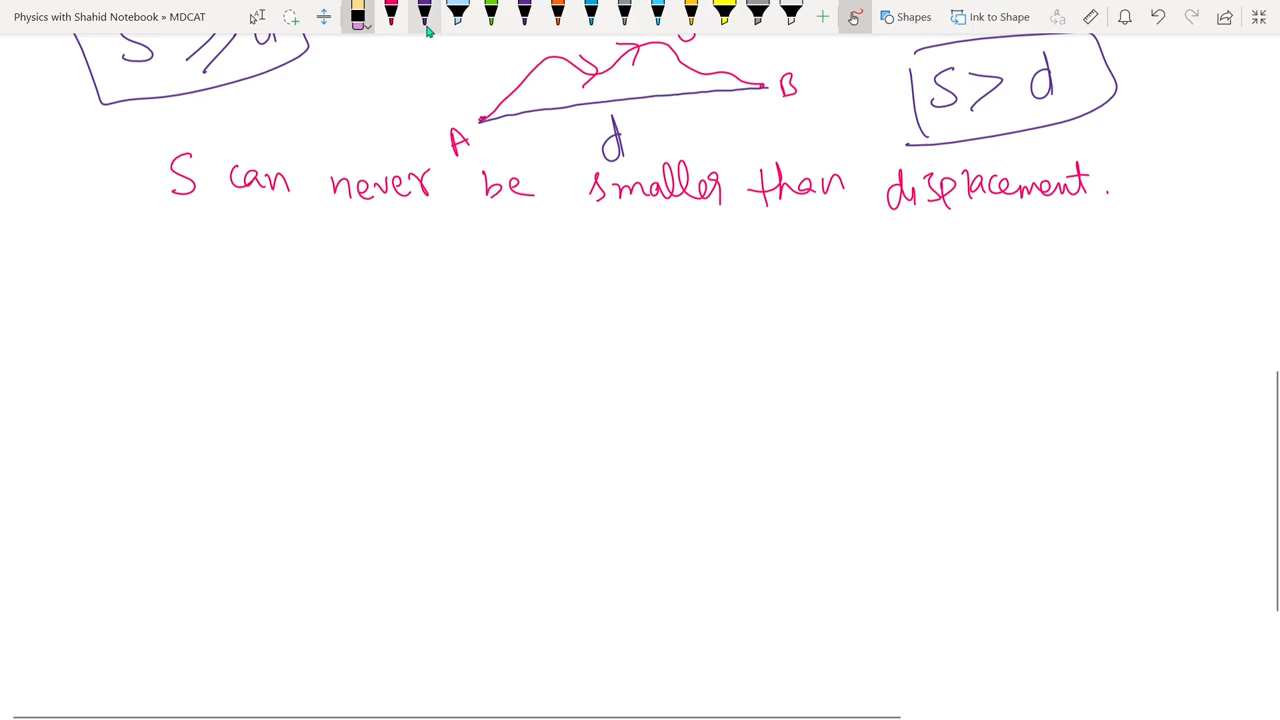 Physics with Shahid Notebook » MDCAT
Shapes
Ink to Shape
S ⩾ d
A
B
d
S > d
S can never be smaller than displacement.